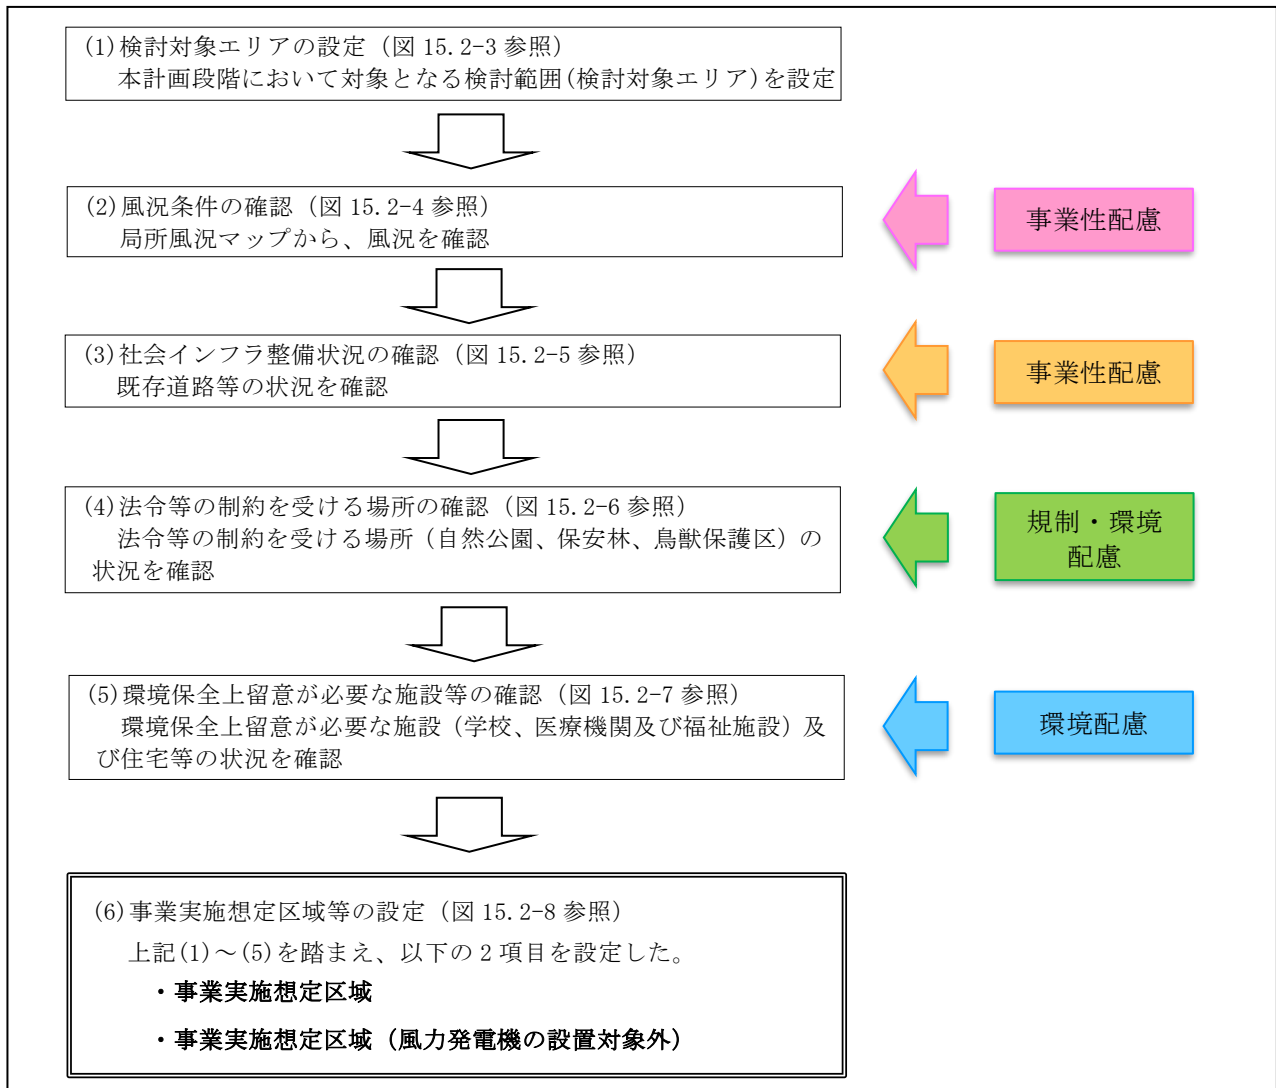 (1)検討対象エリアの設定（図 15.2-3 参照）
本計画段階において対象となる検討範囲(検討対象エリア)を設定
(2)風況条件の確認（図 15.2-4 参照）
局所風況マップから、風況を確認
事業性配慮
(3)社会インフラ整備状況の確認（図 15.2-5 参照）
既存道路等の状況を確認
事業性配慮
(4)法令等の制約を受ける場所の確認（図 15.2-6 参照）
法令等の制約を受ける場所（自然公園、保安林、鳥獣保護区）の
状況を確認
規制・環境
配慮
(5)環境保全上留意が必要な施設等の確認（図 15.2-7 参照）
環境保全上留意が必要な施設（学校、医療機関及び福祉施設）及
び住宅等の状況を確認
環境配慮
(6)事業実施想定区域等の設定（図 15.2-8 参照）
上記(1)～(5)を踏まえ、以下の 2 項目を設定した。
・事業実施想定区域
・事業実施想定区域（風力発電機の設置対象外）